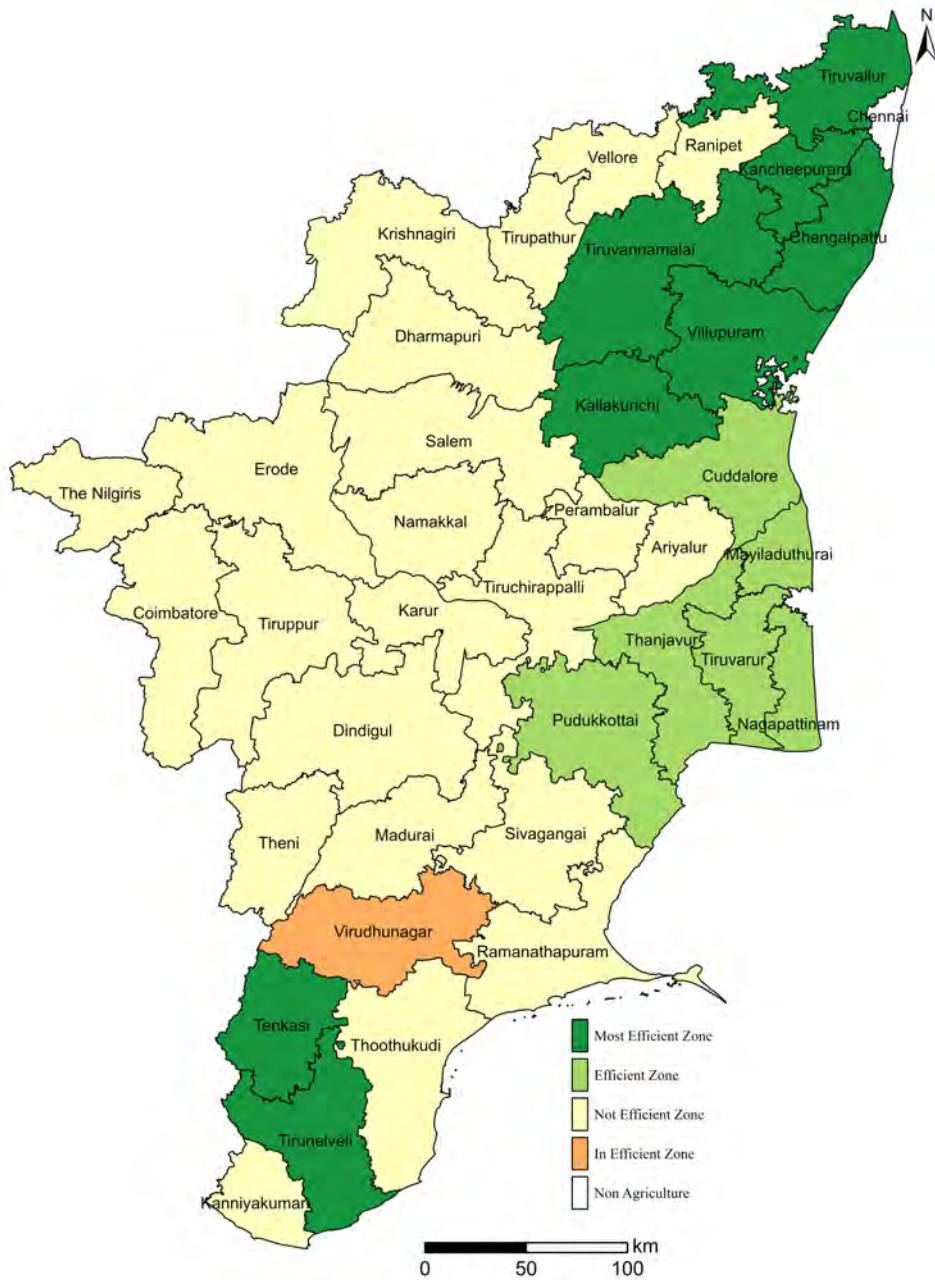 N
Tiruvallur
Chennai
Vellore
Ranipet
Kancheepuram
Krishnagiri
Tirupathur
Tiruvannamalai
Chengalpattu
Dharmapuri
Villupuram
Kallakurichi
Salem
Erode
Cuddalore
The Nilgiris
Namakkal
Perambalur
Ariyalur
Mayiladuthurai
Tiruchirappalli
Coimbatore
Karur
Tiruppur
Thanjavur
Tiruvarur
Pudukkottai
Nagapattinam
Dindigul
Theni
Madurai
Sivagangai
Virudhunagar
Ramanathapuram
Tenkasi
Thoothukudi
Tirunelveli
Kanniyakumari
Most Efficient Zone
Efficient Zone
Not Efficient Zone
In Efficient Zone
Non Agriculture
km
0 50 100